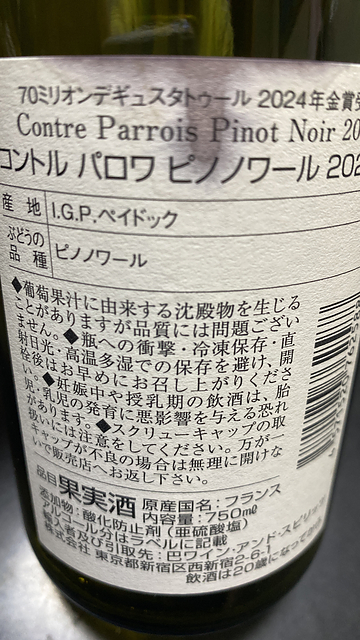 70ミリオンデギュスタトゥール 2024年金賞受
Contre Parrois Pinot Noir 20
コントル パロワ ピノノワール 202
産 地 I.G.P.ペイドック
ぶどうの
品 種 ピノノワール
◆葡萄果汁に由来する沈殿物を生じる
ことがありますが品質には問題ござい
ません。◆瓶への衝撃・冷凍保存・直
射日光・高温多湿での保存を避け、開
栓後はお早めにお召し上がりくださ
い。◆妊娠中や授乳期の飲酒は、胎
児・乳児の発育に悪影響を与える恐れ
があります。◆スクリューキャップの取
扱いには注意をしてください。万が一
キャップが不良の場合は無理に開けな
いで販売店へお返し下さい。
品目 果実酒 原産国名:フランス
内容量:750mℓ
添加物:酸化防止剤(亜硫酸塩)
アルコール分はラベルに記載
及び引取先:巴ワイン・アンド・スピリッツ
株式会社 東京都新宿区西新宿2-6-1
飲酒は20歳になってから